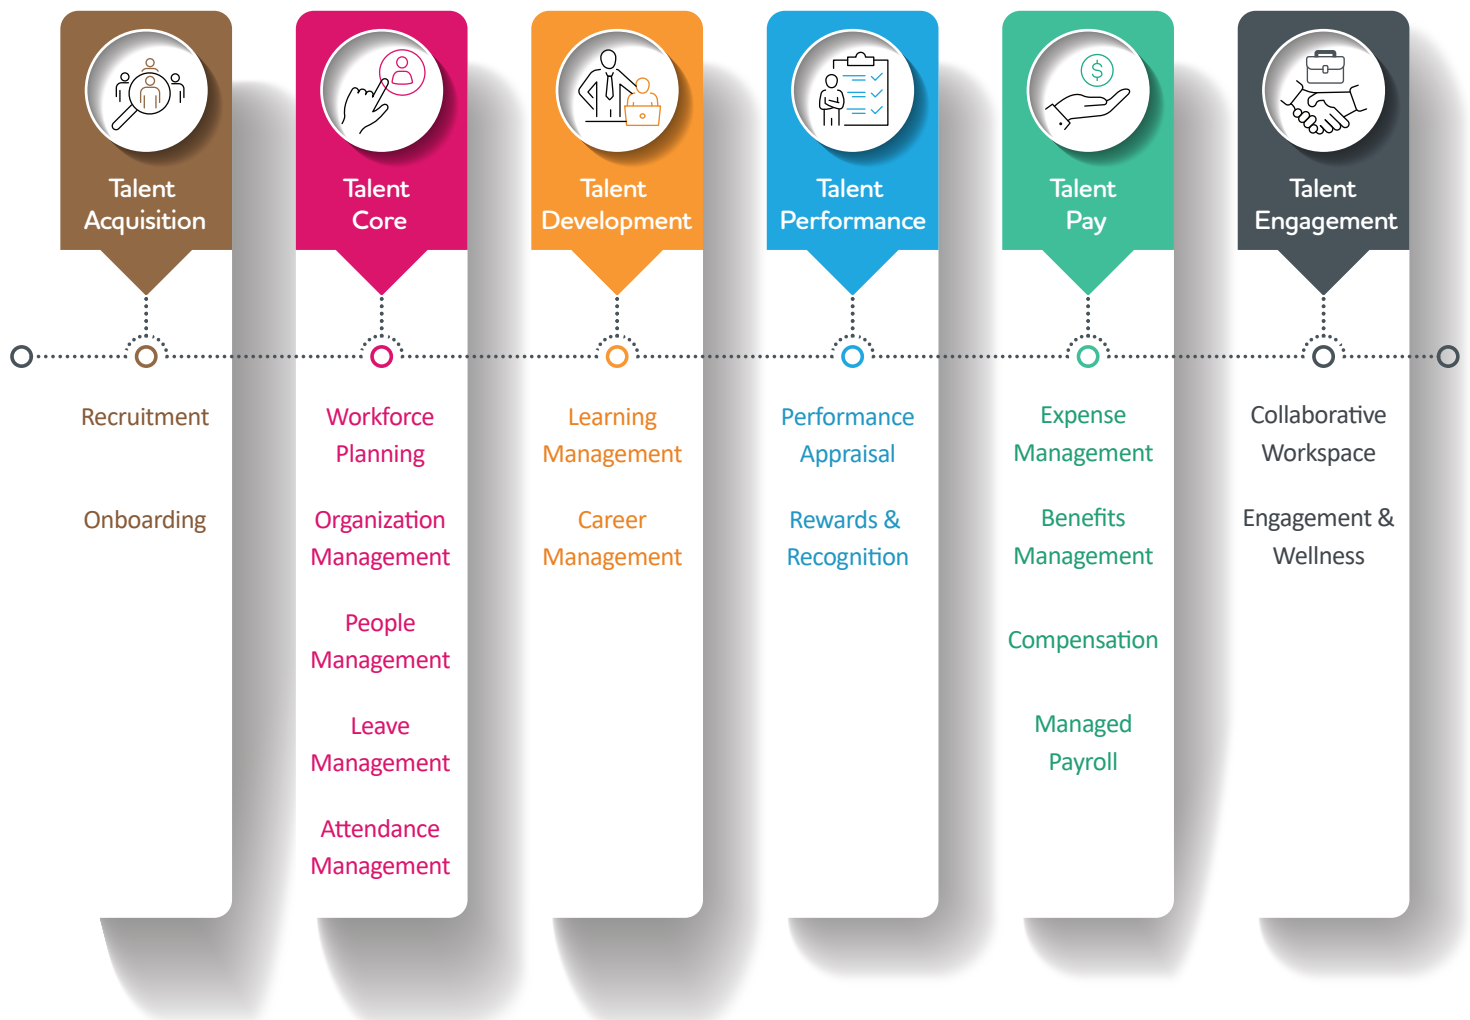 Talent
Acquisition
Recruitment
Onboarding
Talent
Core
Workforce
Planning
Organization
Management
People
Management
Leave
Management
Attendance
Management
Talent
Development
Learning
Management
Career
Management
Talent
Performance
Performance
Appraisal
Rewards &
Recognition
Talent
Pay
$
Expense
Management
Benefits
Management
Compensation
Managed
Payroll
Talent
Engagement
Collaborative
Workspace
Engagement &
Wellness